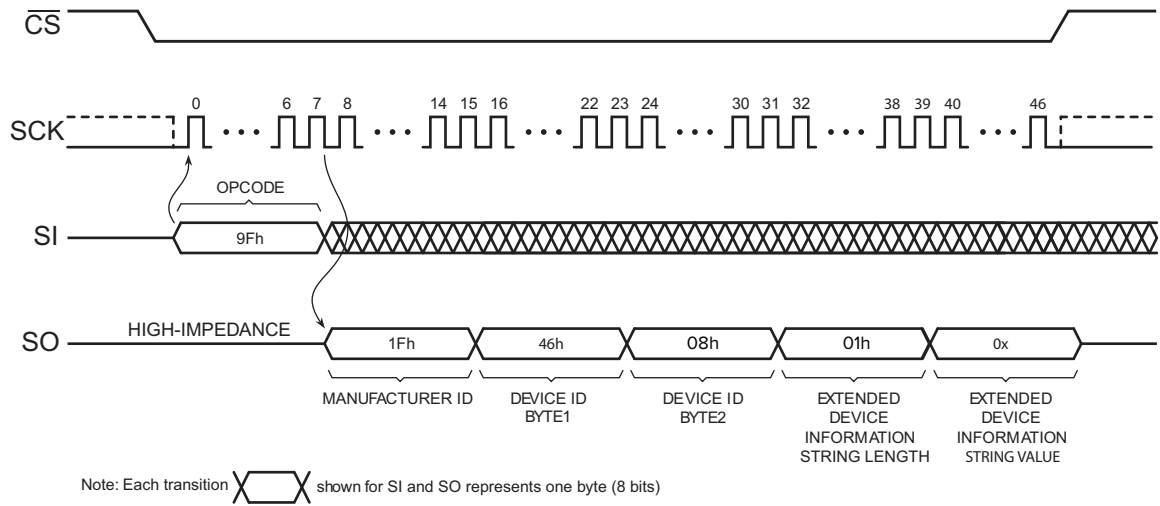 CS
0 6 7 8 14 15 16 22 23 24 30 31 32 38 39 40 46
SCK
OPCODE
SI
9Fh
HIGH-IMPEDANCE
SO
1Fh 46h 08h 01h 0x
MANUFACTURER ID
DEVICE ID
BYTE1
DEVICE ID
BYTE2
EXTENDED
DEVICE
INFORMATION
STRING LENGTH
EXTENDED
DEVICE
INFORMATION
STRING VALUE
Note: Each transition shown for SI and SO represents one byte (8 bits)